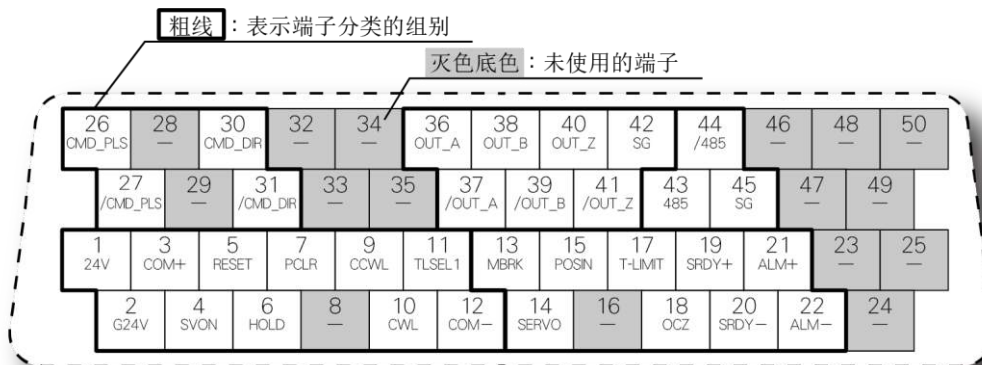 粗线：表示端子分类的组别
灰色底色：未使用的端子
26 28 30 32 34 36 38 40 42 44 46 48 50
CMD_PLS — CMD_DIR — — OUT_A OUT_B OUT_Z SG /485 — — —
27 29 31 33 35 37 39 41 43 45 47 49
/CMD_PLS — /CMD_DIR — — /OUT_A /OUT_B /OUT_Z 485 SG — —
1 3 5 7 9 11 13 15 17 19 21 23 25
24V COM+ RESET PCLR CCWL TLSEL1 MBRK POSIN T-LIMIT SRDY+ ALM+ — —
2 4 6 8 10 12 14 16 18 20 22 24
G24V SVON HOLD — CWL COM− SERVO — OCZ SRDY− ALM− —